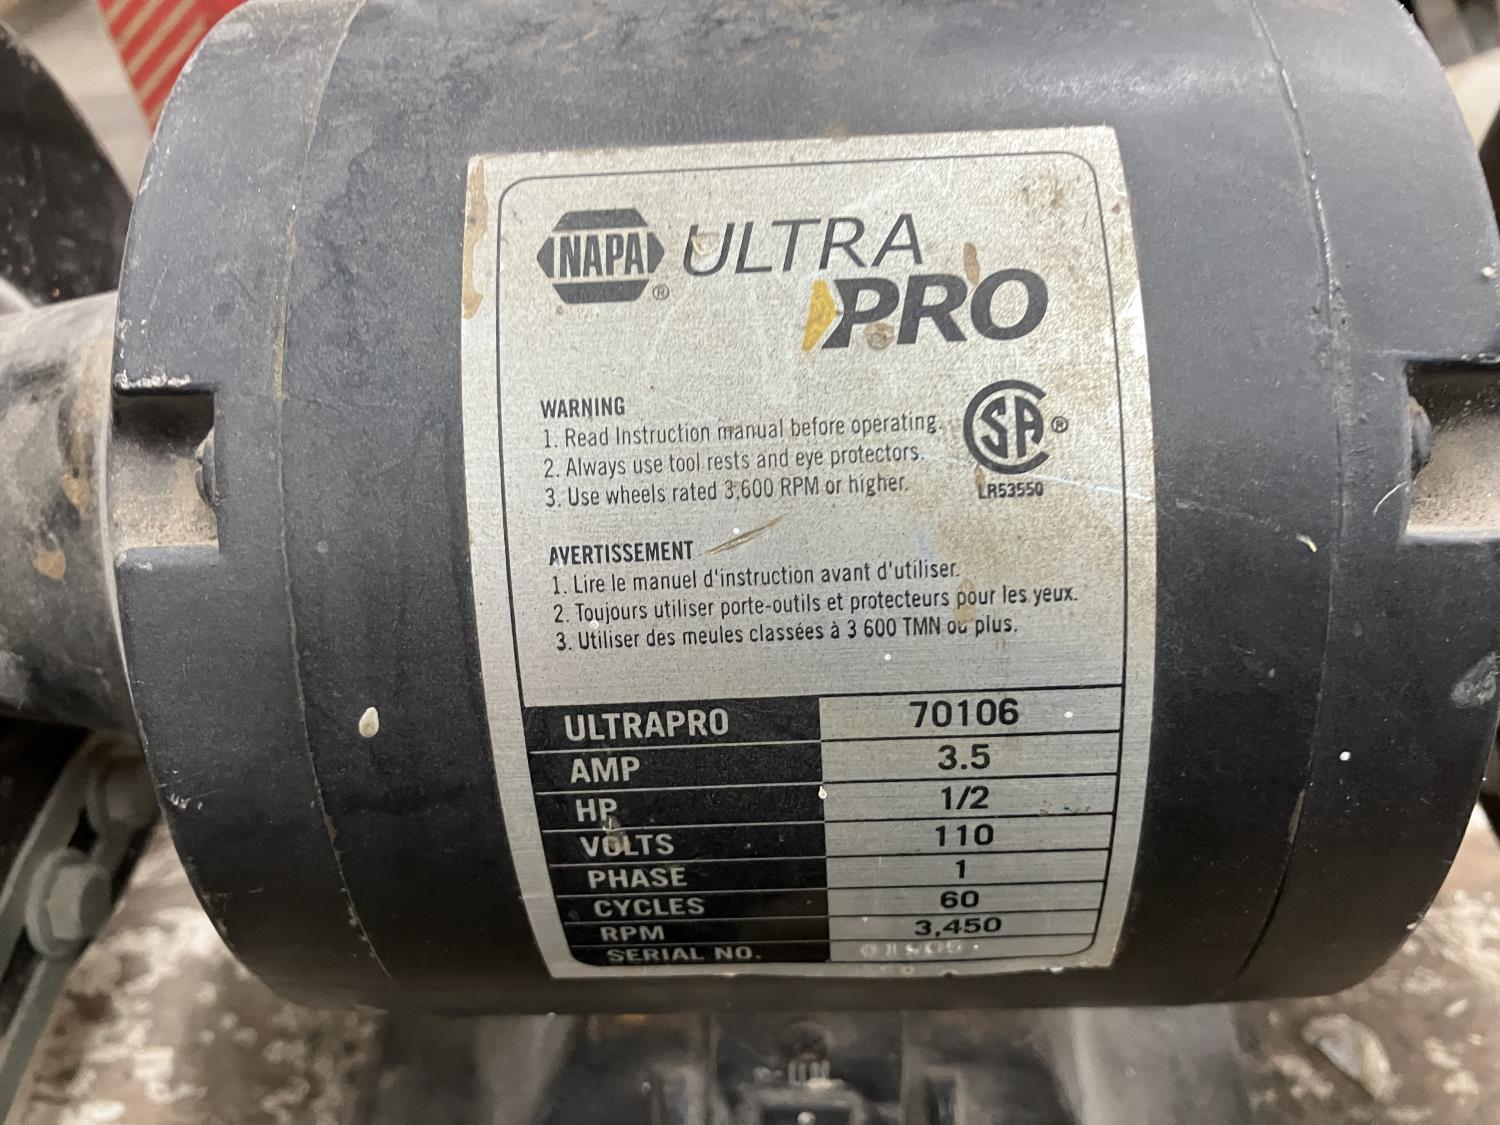 NAPA® ULTRA
PRO
WARNING
1. Read Instruction manual before operating.
2. Always use tool rests and eye protectors.
3. Use wheels rated 3,600 RPM or higher.
SA®
LR53550
AVERTISSEMENT
1. Lire le manuel d'instruction avant d'utiliser.
2. Toujours utiliser porte-outils et protecteurs pour les yeux.
3. Utiliser des meules classées à 3 600 TMN ou plus.
ULTRAPRO 70106
AMP 3.5
HP 1/2
VOLTS 110
PHASE 1
CYCLES 60
RPM 3,450
SERIAL NO.